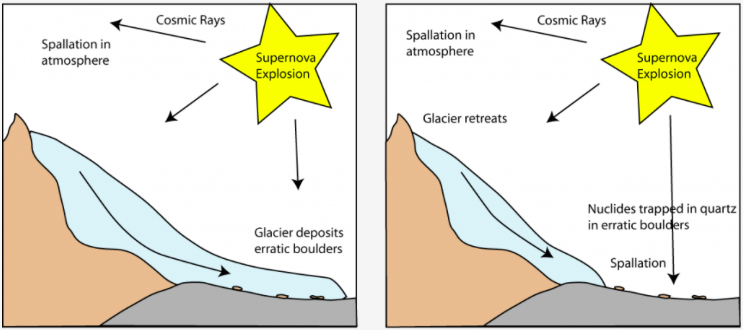 Cosmic Rays
Spallation in
atmosphere
Supernova
Explosion
Glacier deposits
erratic boulders
Cosmic Rays
Spallation in
atmosphere
Supernova
Explosion
Glacier retreats
Nuclides trapped in quartz
in erratic boulders
Spallation